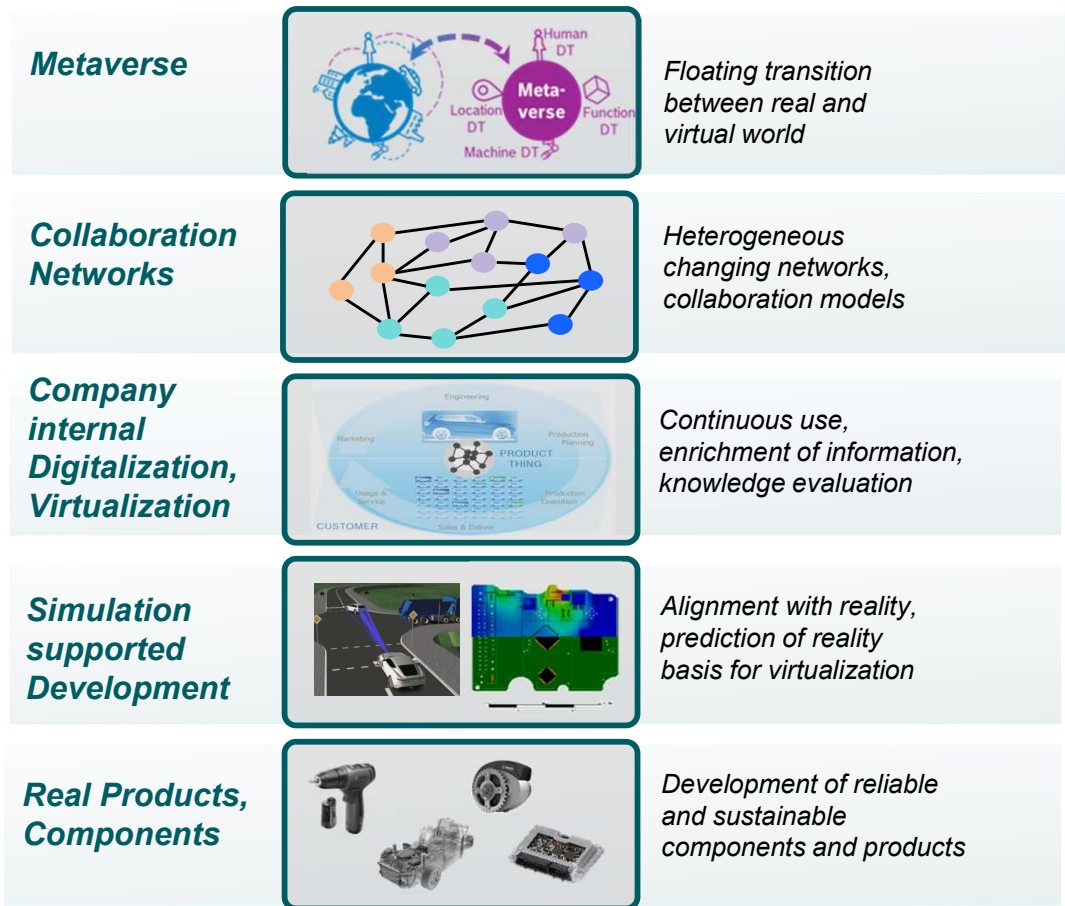 Metaverse
Human
DT
Meta-
verse
Location
DT
Function
DT
Machine DT
Floating transition
between real and
virtual world
Collaboration
Networks
Heterogeneous
changing networks,
collaboration models
Company
internal
Digitalization,
Virtualization
Engineering
Marketing
Production
Planning
PRODUCT
THING
Usage &
Service
Production
Execution
CUSTOMER
Sales & Deliver
Continuous use,
enrichment of information,
knowledge evaluation
Simulation
supported
Development
Alignment with reality,
prediction of reality
basis for virtualization
Real Products,
Components
Development of reliable
and sustainable
components and products